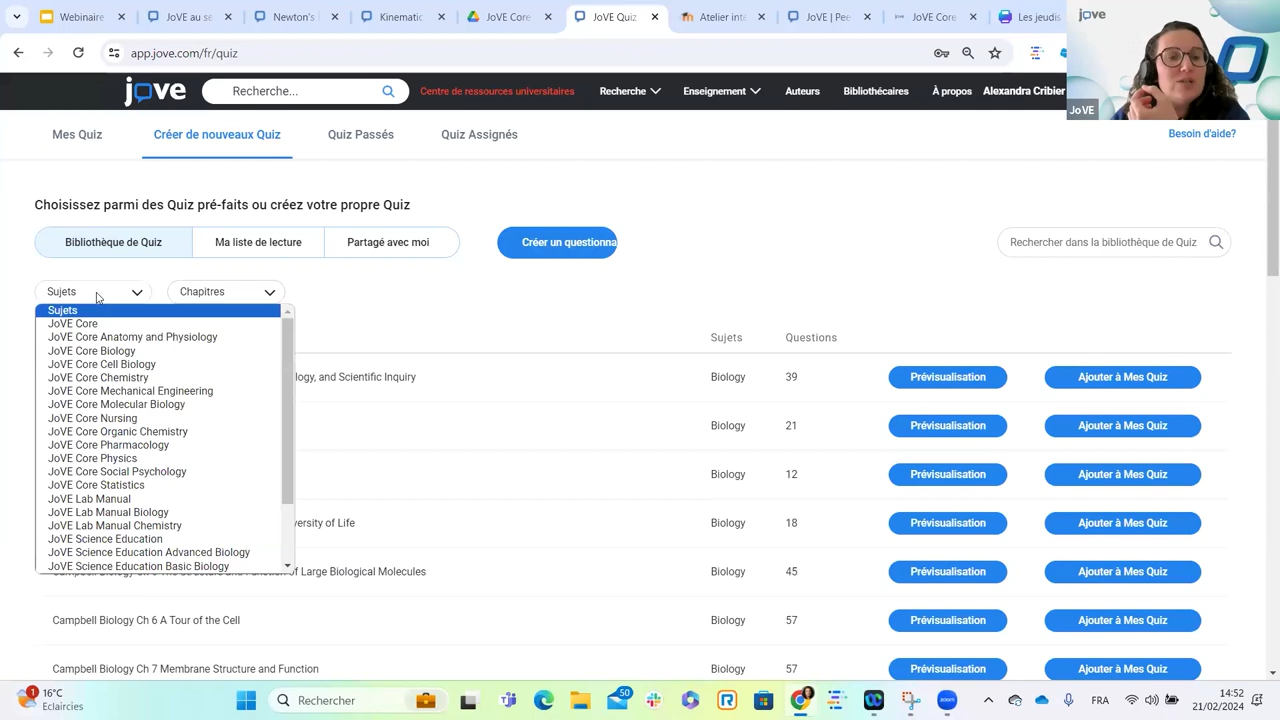 Webinaire
JoVE au se
Newton's
Cinematic
JoVE Core
JoVE Quiz
Atelier inte
JoVE | Pee
JoVE Core
Les jeudis
app.jove.com/fr/quiz
jove
JoVE
jove
Recherche...
Centre de ressources universitaires
Recherche
Enseignement
Auteurs
Bibliothécaires
À propos
Alexandra Cribier
Mes Quiz
Créer de nouveaux Quiz
Quiz Passés
Quiz Assignés
Besoin d'aide?
Choisissez parmi des Quiz pré-faits ou créez votre propre Quiz
Bibliothèque de Quiz
Ma liste de lecture
Partagé avec moi
Créer un questionna
Rechercher dans la bibliothèque de Quiz
Sujets
Chapitres
Sujets
JoVE Core
JoVE Core Anatomy and Physiology
JoVE Core Biology
JoVE Core Cell Biology
JoVE Core Chemistry
JoVE Core Mechanical Engineering
JoVE Core Molecular Biology
JoVE Core Nursing
JoVE Core Organic Chemistry
JoVE Core Pharmacology
JoVE Core Physics
JoVE Core Social Psychology
JoVE Core Statistics
JoVE Lab Manual
JoVE Lab Manual Biology
JoVE Lab Manual Chemistry
JoVE Science Education
JoVE Science Education Advanced Biology
JoVE Science Education Basic Biology
Sujets
Questions
logy, and Scientific Inquiry
Biology
39
Prévisualisation
Ajouter à Mes Quiz
Biology
21
Prévisualisation
Ajouter à Mes Quiz
Biology
12
Prévisualisation
Ajouter à Mes Quiz
versity of Life
Biology
18
Prévisualisation
Ajouter à Mes Quiz
of Large Biological Molecules
Biology
45
Prévisualisation
Ajouter à Mes Quiz
Campbell Biology Ch 6 A Tour of the Cell
Biology
57
Prévisualisation
Ajouter à Mes Quiz
Campbell Biology Ch 7 Membrane Structure and Function
Biology
57
Prévisualisation
Ajouter à Mes Quiz
1
16°C
Eclaircies
Rechercher
50
zoom
FRA
14:52
21/02/2024